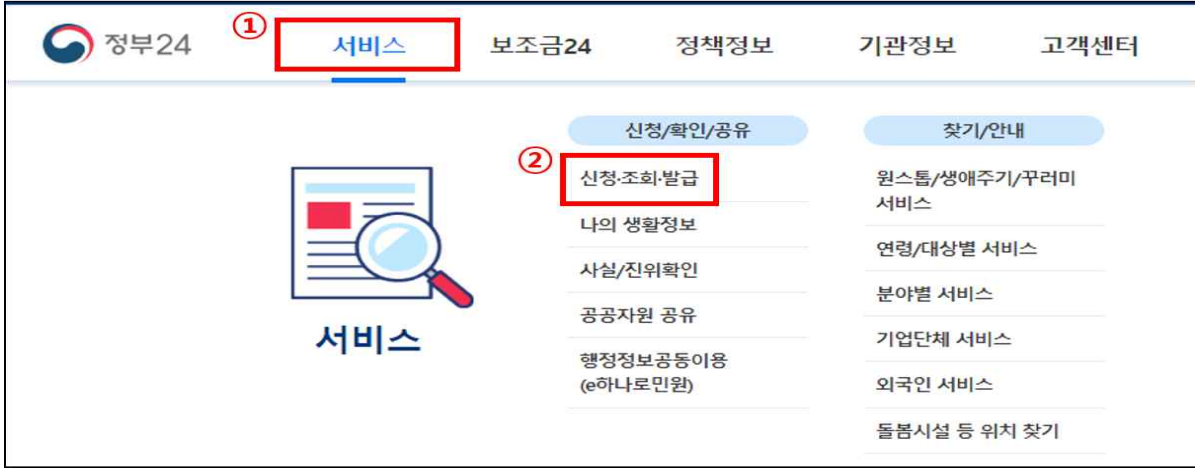 정부24
① 서비스 보조금24 정책정보 기관정보 고객센터
서비스
신청/확인/공유
② 신청·조회·발급
나의 생활정보
사실/진위확인
공공자원 공유
행정정보공동이용
(e하나로민원)
찾기/안내
원스톱/생애주기/꾸러미
서비스
연령/대상별 서비스
분야별 서비스
기업단체 서비스
외국인 서비스
돌봄시설 등 위치 찾기